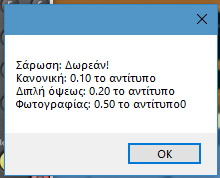 Σάρωση: Δωρεάν!
Κανονική: 0.10 το αντίτυπο
Διπλή όψεως: 0.20 το αντίτυπο
Φωτογραφίας: 0.50 το αντίτυπο0
OK